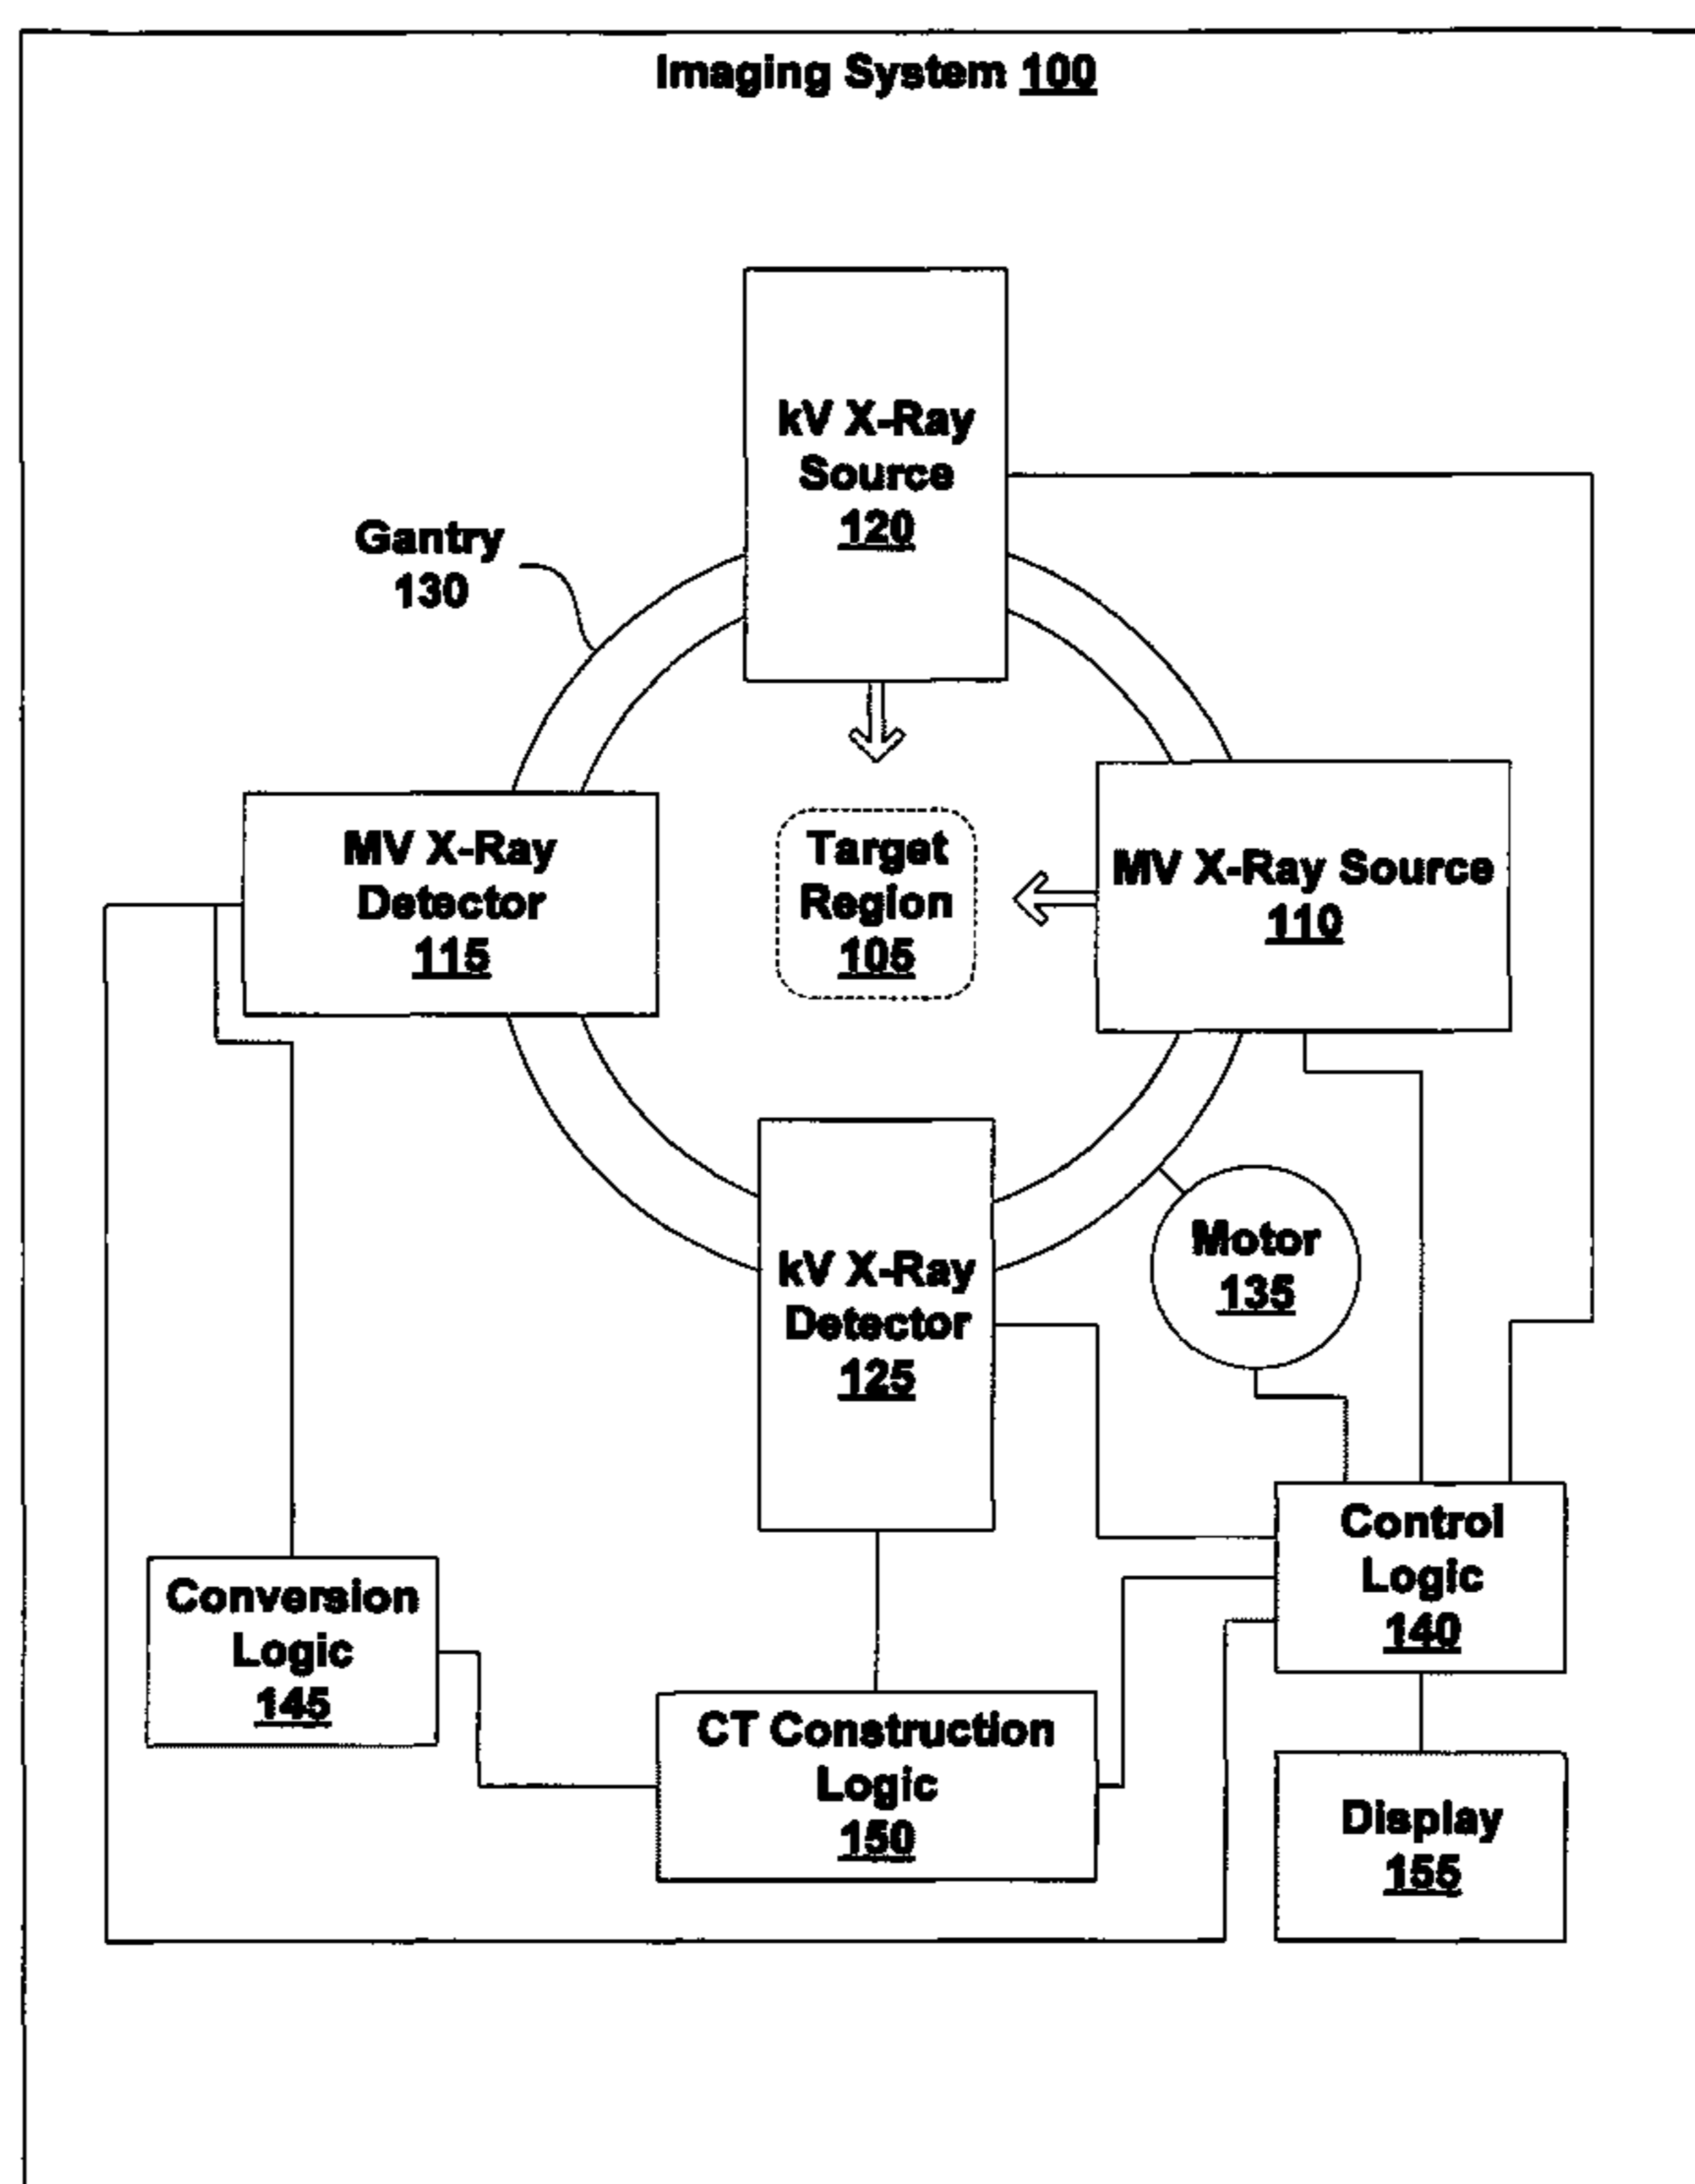 Imaging System 100
kV X-Ray
Source
120
Gantry
130
MV X-Ray
Detector
115
Target
Region
105
MV X-Ray Source
110
kV X-Ray
Detector
125
Motor
135
Control
Logic
140
Conversion
Logic
145
CT Construction
Logic
150
Display
155